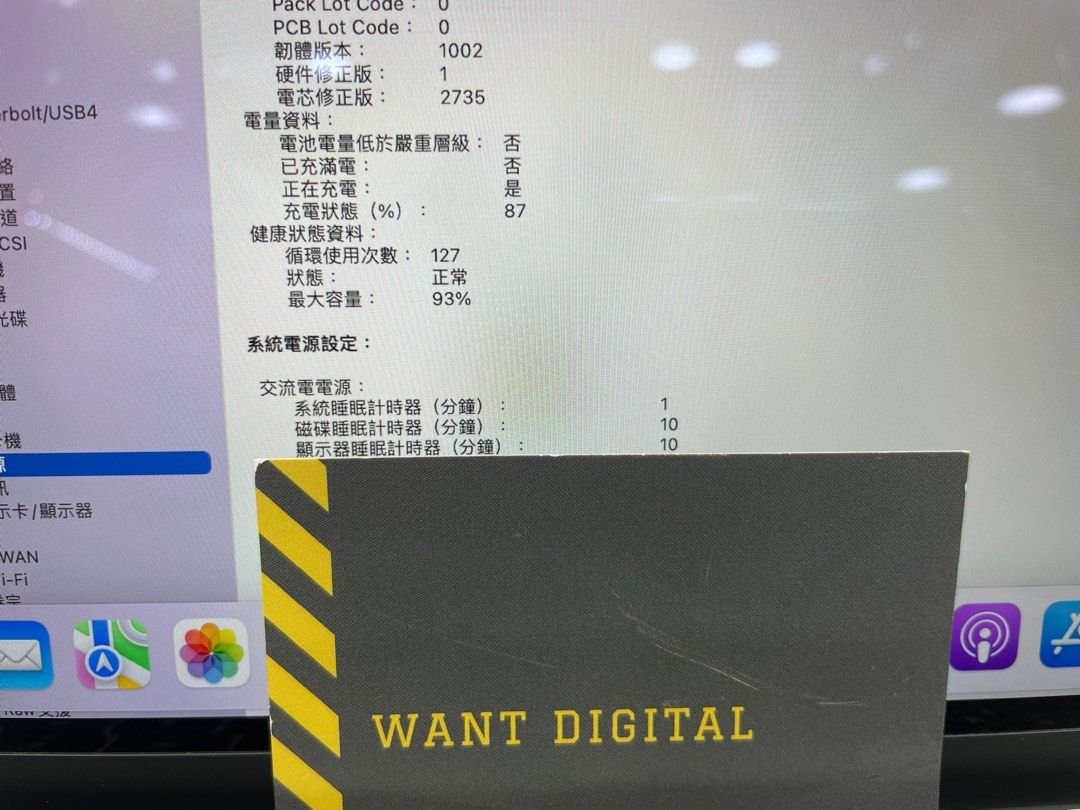 Pack Lot Code： 0
PCB Lot Code： 0
韌體版本： 1002
硬件修正版： 1
電芯修正版： 2735
電量資料：
電池電量低於嚴重層級： 否
已充滿電： 否
正在充電： 是
充電狀態（%）： 87
健康狀態資料：
循環使用次數： 127
狀態： 正常
最大容量： 93%
系統電源設定：
交流電電源：
系統睡眠計時器（分鐘）： 1
磁碟睡眠計時器（分鐘）： 10
顯示器睡眠計時器（分鐘）： 10
rbolt/USB4
絡
置
道
CSI
機
器
光碟
體
卡機
源
訊
示卡/顯示器
WAN
i-Fi
Raw 支援
WANT DIGITAL